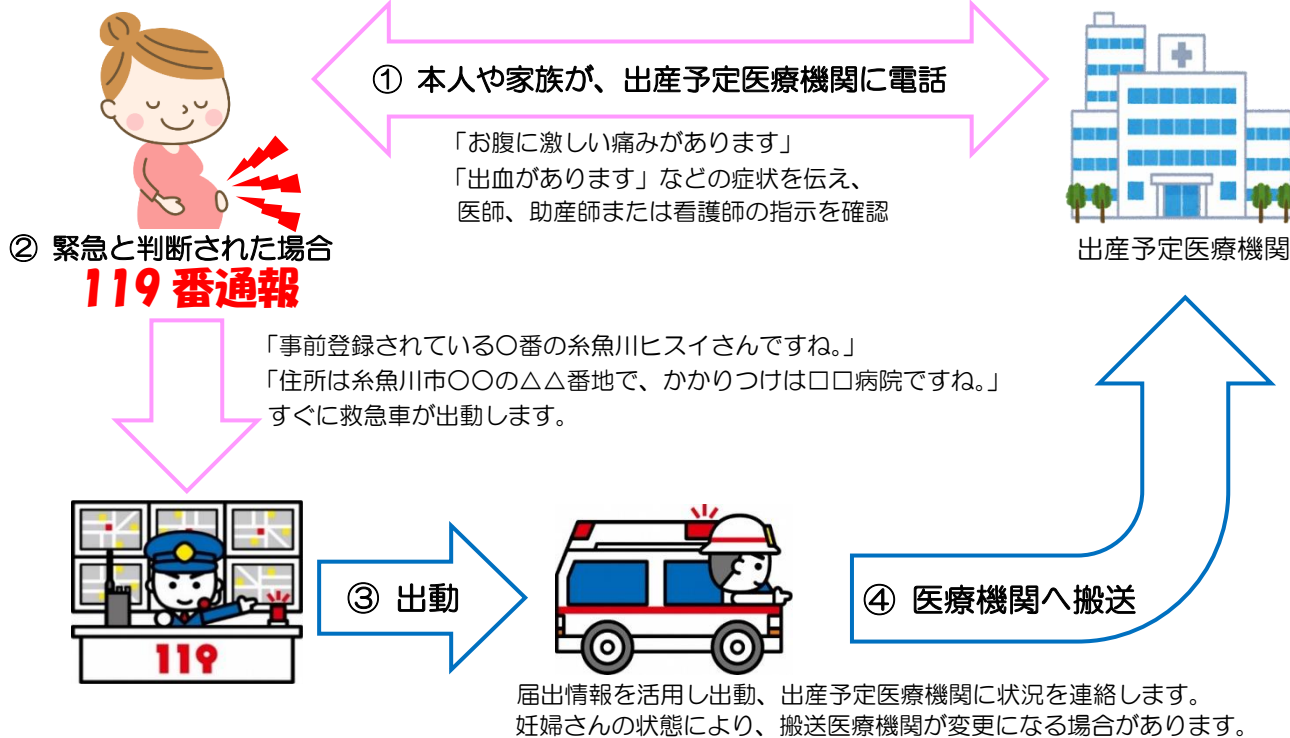 ① 本人や家族が、出産予定医療機関に電話
「お腹に激しい痛みがあります」
「出血があります」などの症状を伝え、
医師、助産師または看護師の指示を確認
出産予定医療機関
② 緊急と判断された場合
119番通報
「事前登録されている〇番の糸魚川ヒスイさんですね。」
「住所は糸魚川市〇〇の△△番地で、かかりつけは□□病院ですね。」
すぐに救急車が出動します。
119
③ 出動
④ 医療機関へ搬送
届出情報を活用し出動、出産予定医療機関に状況を連絡します。
妊婦さんの状態により、搬送医療機関が変更になる場合があります。